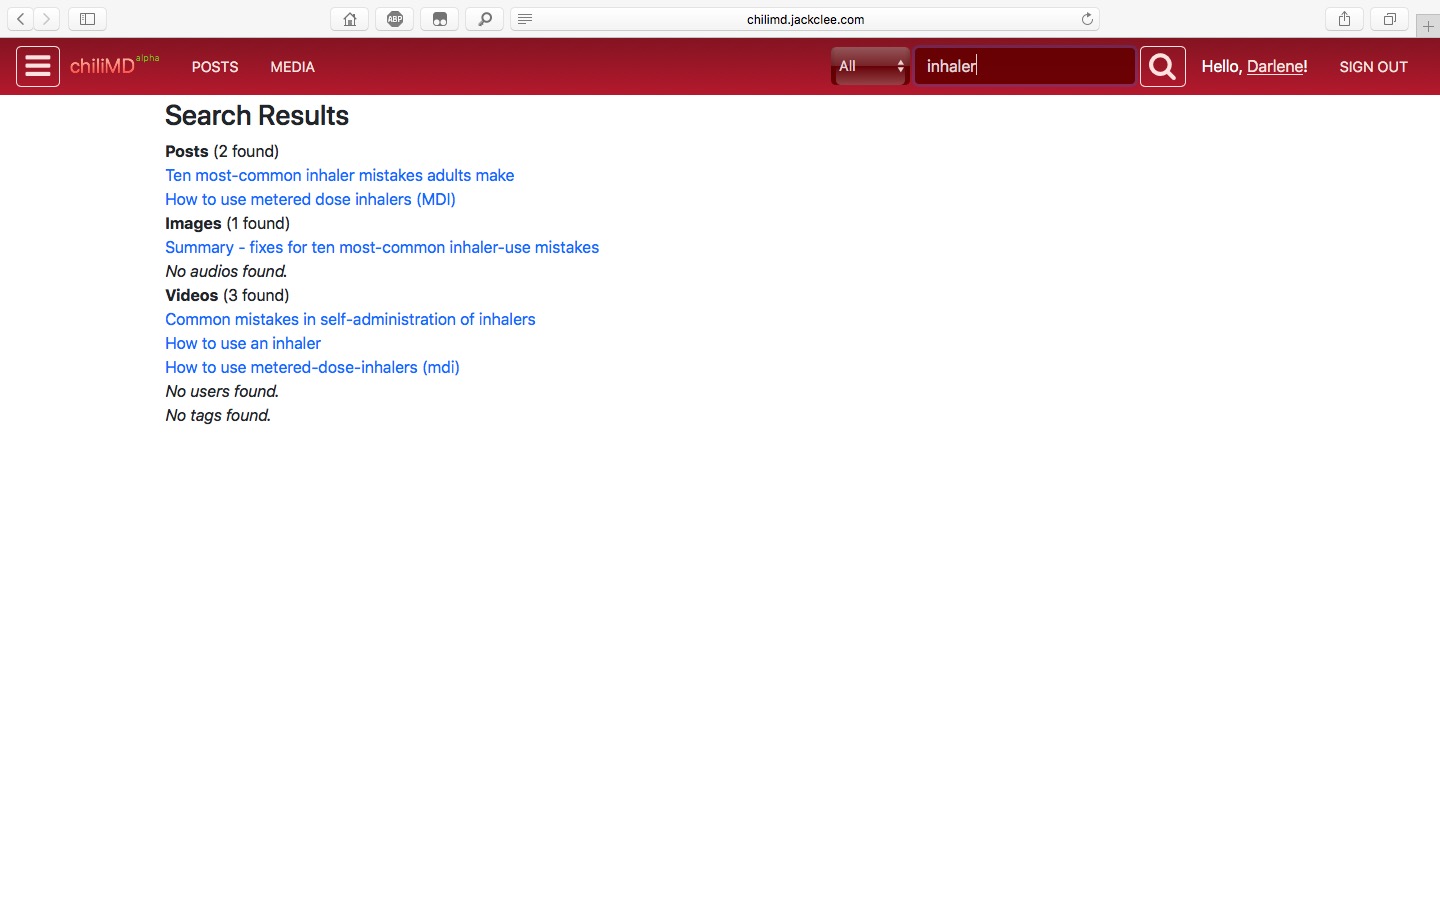 ABP
chilimd.jackclee.com
chiliMD alpha
POSTS
MEDIA
All
inhaler
Hello, Darlene!
SIGN OUT
Search Results
Posts (2 found)
Ten most-common inhaler mistakes adults make
How to use metered dose inhalers (MDI)
Images (1 found)
Summary - fixes for ten most-common inhaler-use mistakes
No audios found.
Videos (3 found)
Common mistakes in self-administration of inhalers
How to use an inhaler
How to use metered-dose-inhalers (mdi)
No users found.
No tags found.